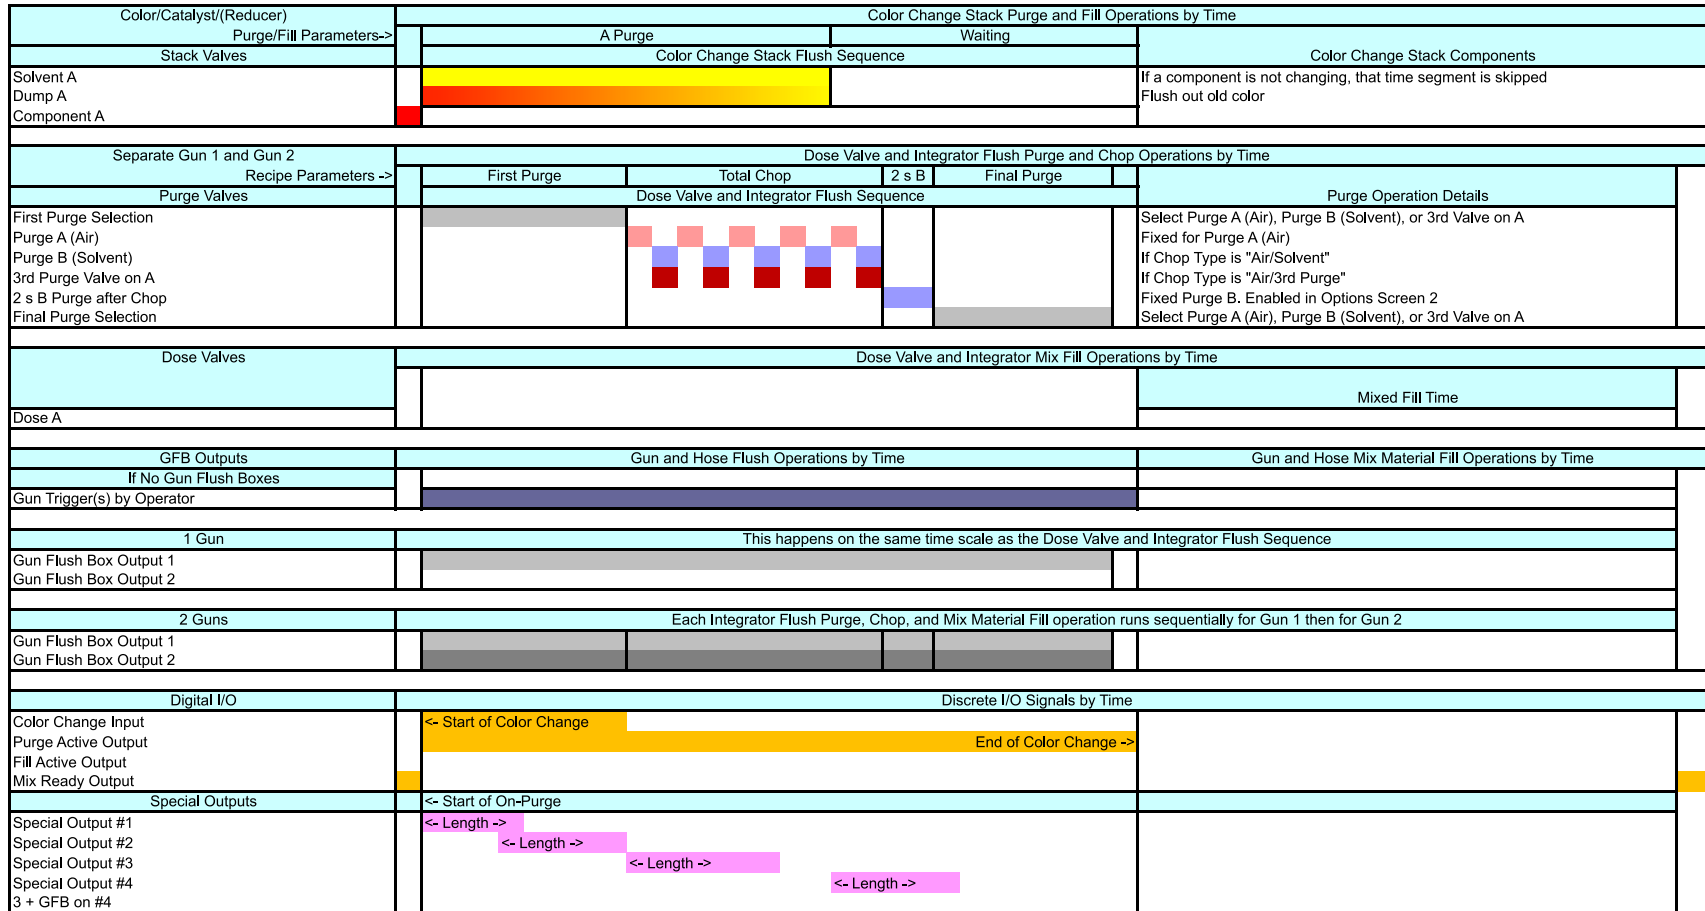 Color/Catalyst/(Reducer)
Color Change Stack Purge and Fill Operations by Time
Purge/Fill Parameters->
A Purge
Waiting
Stack Valves
Color Change Stack Flush Sequence
Color Change Stack Components
Solvent A
If a component is not changing, that time segment is skipped
Dump A
Flush out old color
Component A
Separate Gun 1 and Gun 2
Dose Valve and Integrator Flush Purge and Chop Operations by Time
Recipe Parameters ->
First Purge
Total Chop
2 s B
Final Purge
Purge Valves
Dose Valve and Integrator Flush Sequence
Purge Operation Details
First Purge Selection
Select Purge A (Air), Purge B (Solvent), or 3rd Valve on A
Purge A (Air)
Fixed for Purge A (Air)
Purge B (Solvent)
If Chop Type is "Air/Solvent"
3rd Purge Valve on A
If Chop Type is "Air/3rd Purge"
2 s B Purge after Chop
Fixed Purge B. Enabled in Options Screen 2
Final Purge Selection
Select Purge A (Air), Purge B (Solvent), or 3rd Valve on A
Dose Valves
Dose Valve and Integrator Mix Fill Operations by Time
Mixed Fill Time
Dose A
GFB Outputs
Gun and Hose Flush Operations by Time
Gun and Hose Mix Material Fill Operations by Time
If No Gun Flush Boxes
Gun Trigger(s) by Operator
1 Gun
This happens on the same time scale as the Dose Valve and Integrator Flush Sequence
Gun Flush Box Output 1
Gun Flush Box Output 2
2 Guns
Each Integrator Flush Purge, Chop, and Mix Material Fill operation runs sequentially for Gun 1 then for Gun 2
Gun Flush Box Output 1
Gun Flush Box Output 2
Digital I/O
Discrete I/O Signals by Time
Color Change Input
<- Start of Color Change
Purge Active Output
End of Color Change ->
Fill Active Output
Mix Ready Output
Special Outputs
<- Start of On-Purge
Special Output #1
<- Length ->
Special Output #2
<- Length ->
Special Output #3
<- Length ->
Special Output #4
<- Length ->
3 + GFB on #4